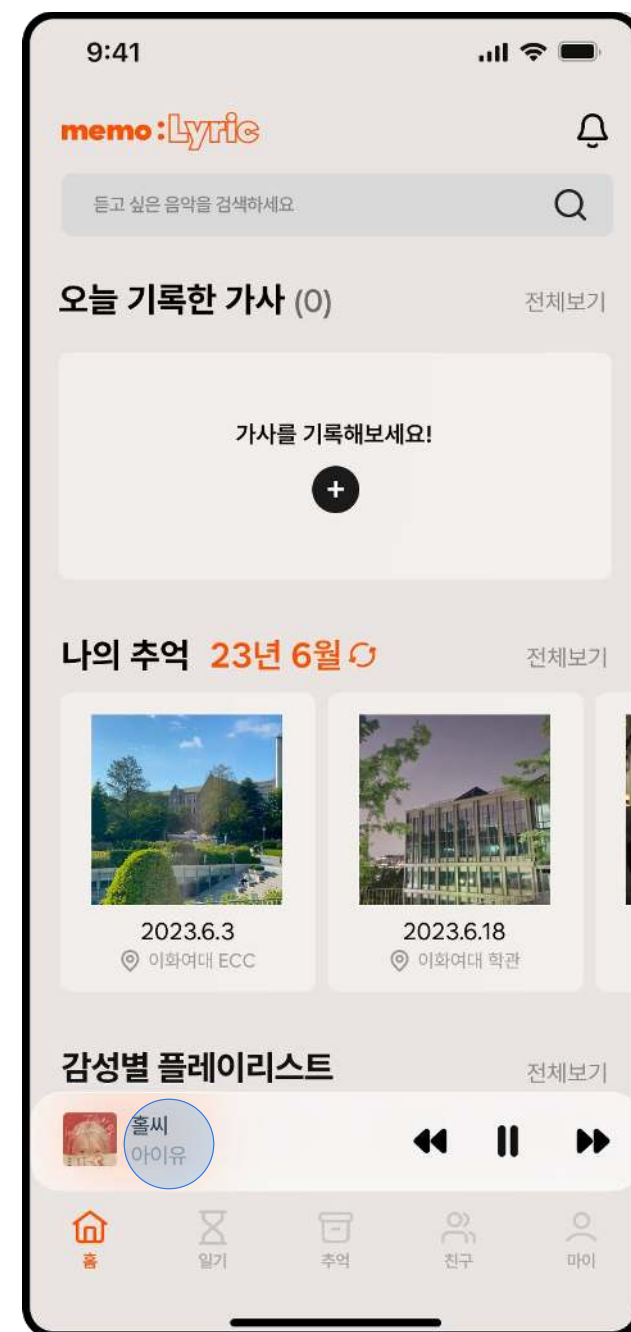 9:41
memo:Lyric
듣고 싶은 음악을 검색하세요
오늘 기록한 가사 (0)
전체보기
가사를 기록해보세요!
나의 추억 23년 6월
전체보기
2023.6.3
이화여대 ECC
2023.6.18
이화여대 학관
감성별 플레이리스트
전체보기
홀씨
아이유
홈
일기
추억
친구
마이